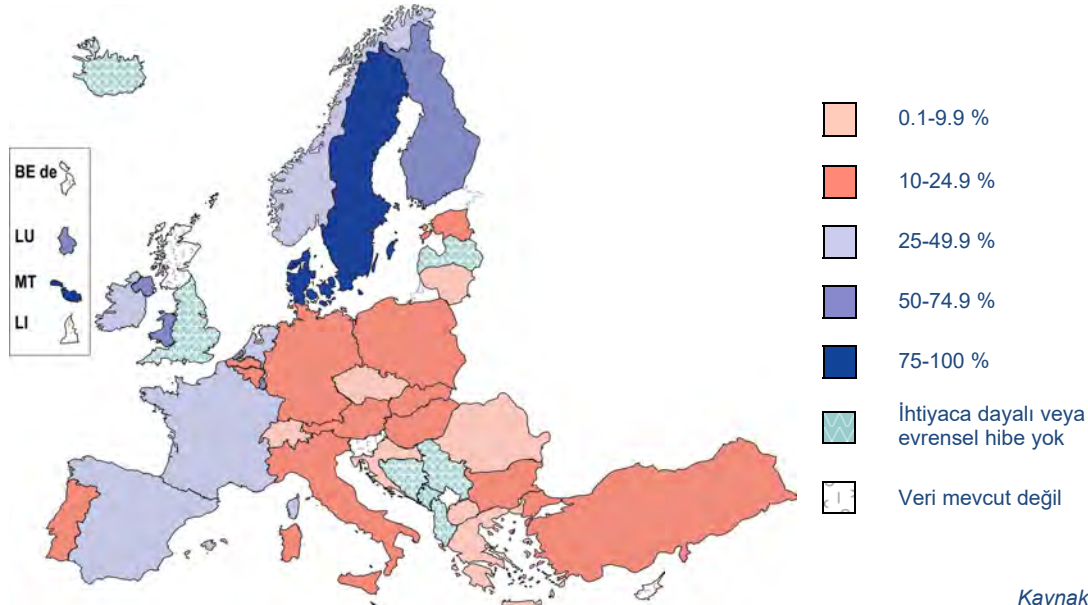 BE de
LU
MT
LI
0.1-9.9 %
10-24.9 %
25-49.9 %
50-74.9 %
75-100 %
İhtiyaca dayalı veya
evrensel hibe yok
Veri mevcut değil
Kaynak